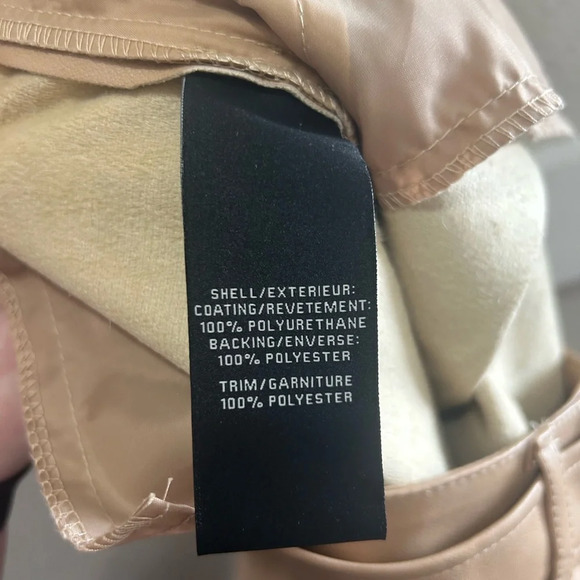 SHELL/EXTERIEUR:
COATING/REVETEMENT:
100% POLYURETHANE
BACKING/ENVERSE:
100% POLYESTER
TRIM/GARNITURE
100% POLYESTER